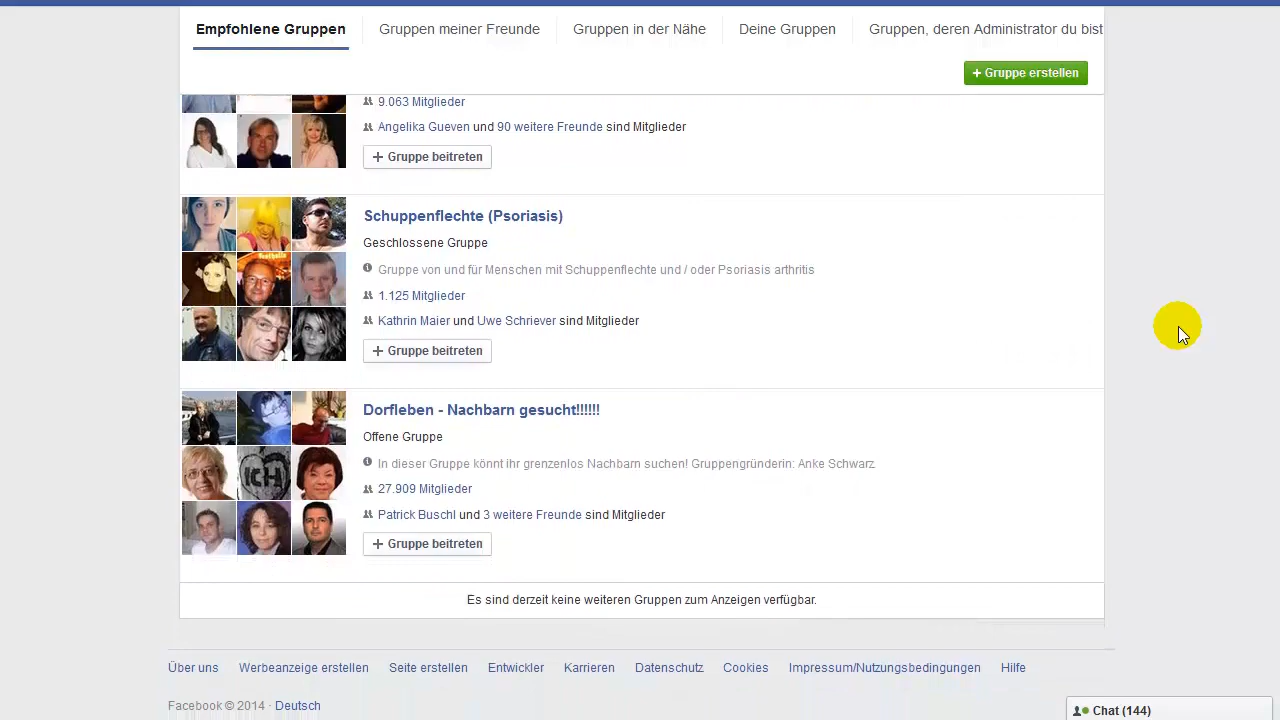 Empfohlene Gruppen Gruppen meiner Freunde Gruppen in der Nähe Deine Gruppen Gruppen, deren Administrator du bist
+ Gruppe erstellen
9.063 Mitglieder
Angelika Gueven und 90 weitere Freunde sind Mitglieder
+ Gruppe beitreten
Schuppenflechte (Psoriasis)
Geschlossene Gruppe
Gruppe von und für Menschen mit Schuppenflechte und / oder Psoriasis arthritis
1.125 Mitglieder
Kathrin Maier und Uwe Schriever sind Mitglieder
+ Gruppe beitreten
Dorfleben - Nachbarn gesucht!!!!!!
Offene Gruppe
In dieser Gruppe könnt ihr grenzenlos Nachbarn suchen! Gruppengründerin: Anke Schwarz
27.909 Mitglieder
ICH
Patrick Buschl und 3 weitere Freunde sind Mitglieder
+ Gruppe beitreten
Es sind derzeit keine weiteren Gruppen zum Anzeigen verfügbar.
Über uns Werbeanzeige erstellen Seite erstellen Entwickler Karrieren Datenschutz Cookies Impressum/Nutzungsbedingungen Hilfe
Facebook © 2014 · Deutsch
Chat (144)